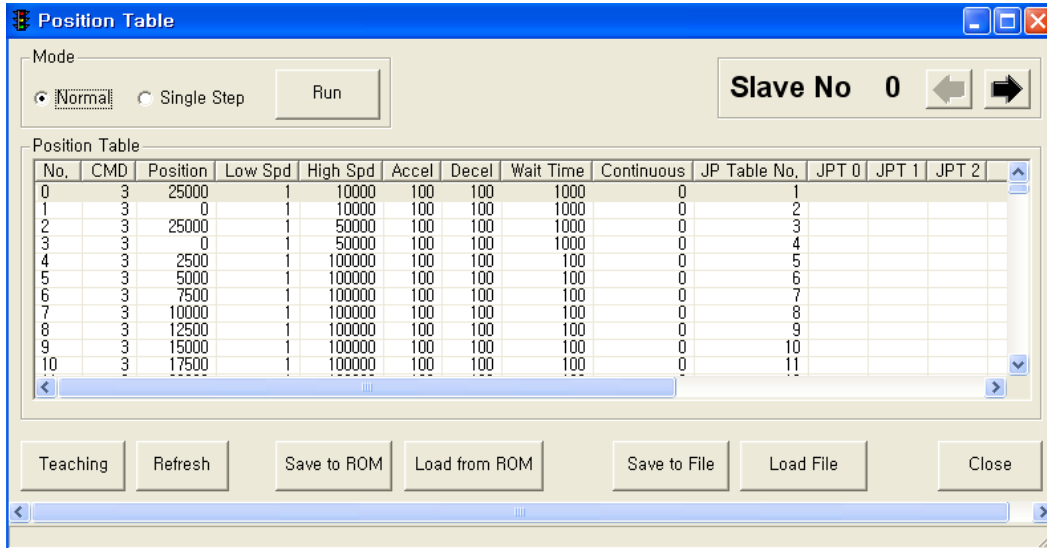 Position Table
Mode
Normal Single Step Run
Slave No 0
Position Table
No, CMD Position Low Spd High Spd Accel Decel Wait Time Continuous JP Table No, JPT 0 JPT 1 JPT 2
0 3 25000 1 10000 100 100 1000 0 1
1 3 0 1 10000 100 100 1000 0 2
2 3 25000 1 50000 100 100 1000 0 3
3 3 0 1 50000 100 100 1000 0 4
4 3 2500 1 100000 100 100 100 0 5
5 3 5000 1 100000 100 100 100 0 6
6 3 7500 1 100000 100 100 100 0 7
7 3 10000 1 100000 100 100 100 0 8
8 3 12500 1 100000 100 100 100 0 9
9 3 15000 1 100000 100 100 100 0 10
10 3 17500 1 100000 100 100 100 0 11
Teaching Refresh Save to ROM Load from ROM Save to File Load File Close